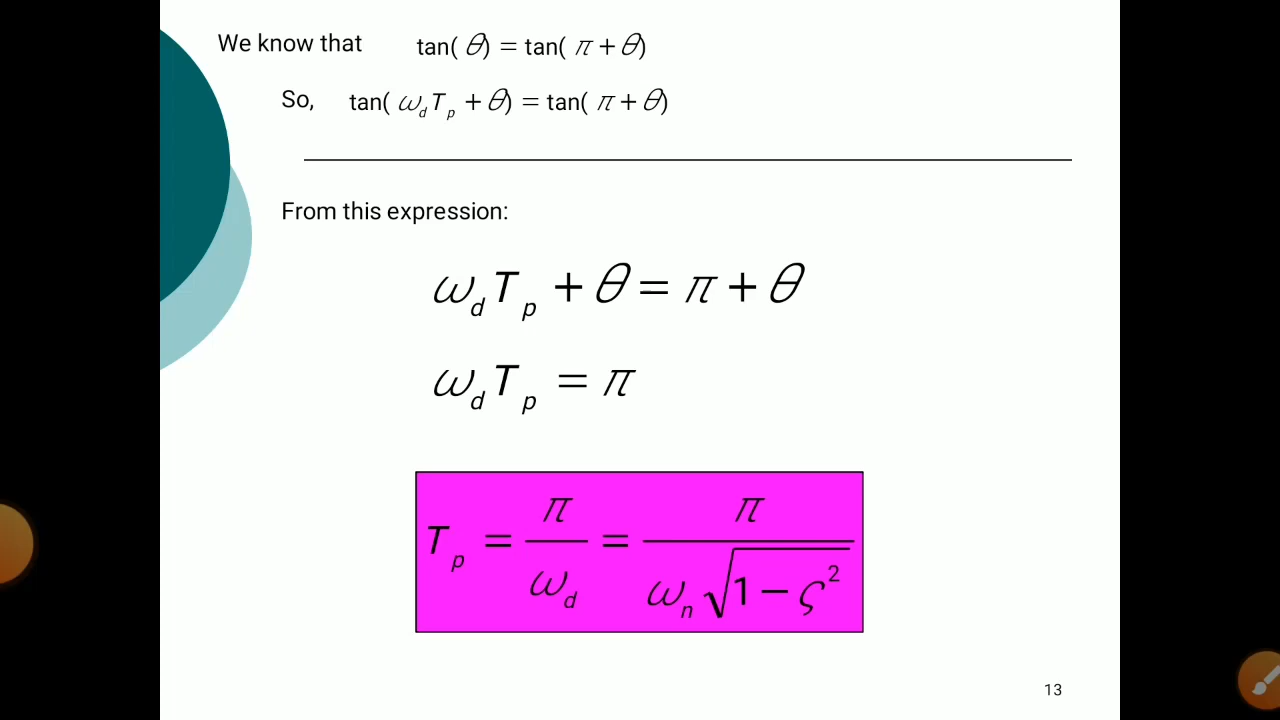 We know that tan( θ) = tan( π + θ)
So, tan( ω_d T_p + θ) = tan( π + θ)
From this expression:
ω_d T_p + θ = π + θ
ω_d T_p = π
T_p = π / ω_d = π / (ω_n √(1 − ς²))
13